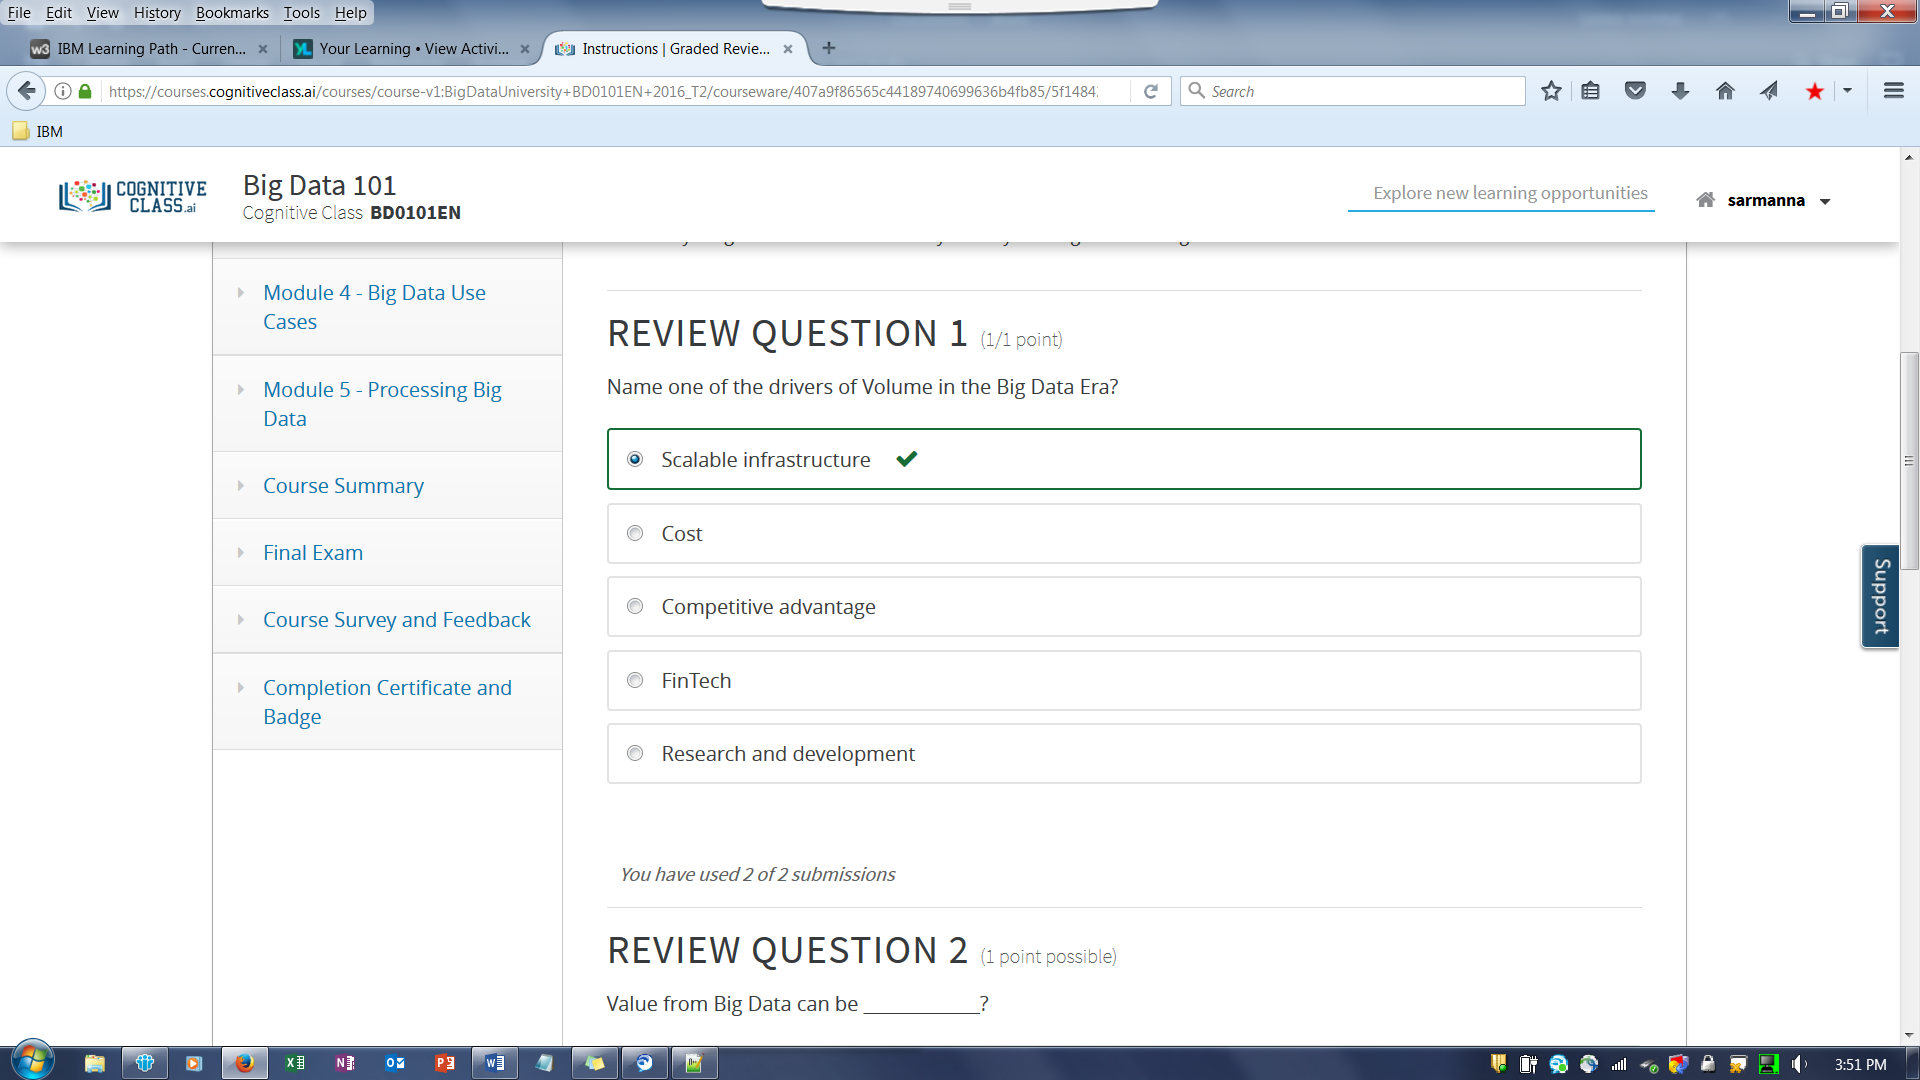 File Edit View History Bookmarks Tools Help
w3 IBM Learning Path - Curren... YL Your Learning • View Activi... Instructions | Graded Revie...
https://courses.cognitiveclass.ai/courses/course-v1:BigDataUniversity+BD0101EN+2016_T2/courseware/407a9f86565c44189740699636b4fb85/5f1484 Search
IBM
COGNITIVE
CLASS.ai
Big Data 101
Cognitive Class BD0101EN
Explore new learning opportunities
sarmanna
Module 4 - Big Data Use
Cases
Module 5 - Processing Big
Data
Course Summary
Final Exam
Course Survey and Feedback
Completion Certificate and
Badge
REVIEW QUESTION 1 (1/1 point)
Name one of the drivers of Volume in the Big Data Era?
Scalable infrastructure
Cost
Competitive advantage
FinTech
Research and development
You have used 2 of 2 submissions
REVIEW QUESTION 2 (1 point possible)
Value from Big Data can be ____________?
Support
3:51 PM